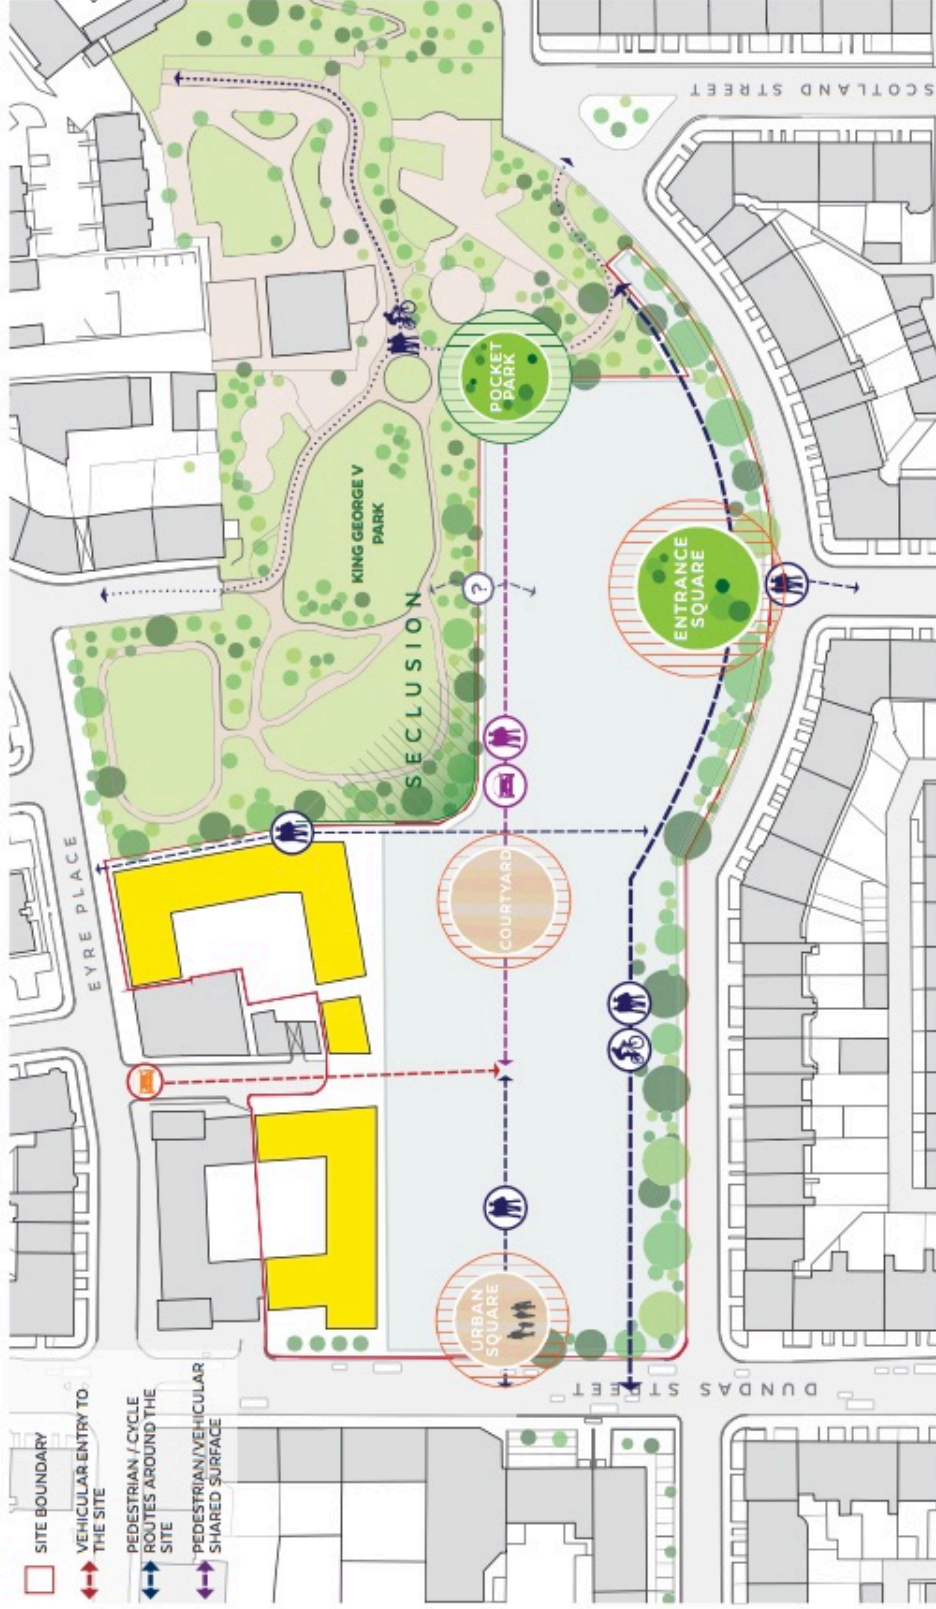 SITE BOUNDARY
VEHICULAR ENTRY TO
THE SITE
PEDESTRIAN / CYCLE
ROUTES AROUND THE
SITE
PEDESTRIAN/VEHICULAR
SHARED SURFACE
EYRE PLACE
KING GEORGE V
PARK
SECLUSION
?
POCKET
PARK
COURTYARD
URBAN
SQUARE
ENTRANCE
SQUARE
DUNDAS STREET
SCOTLAND STREET